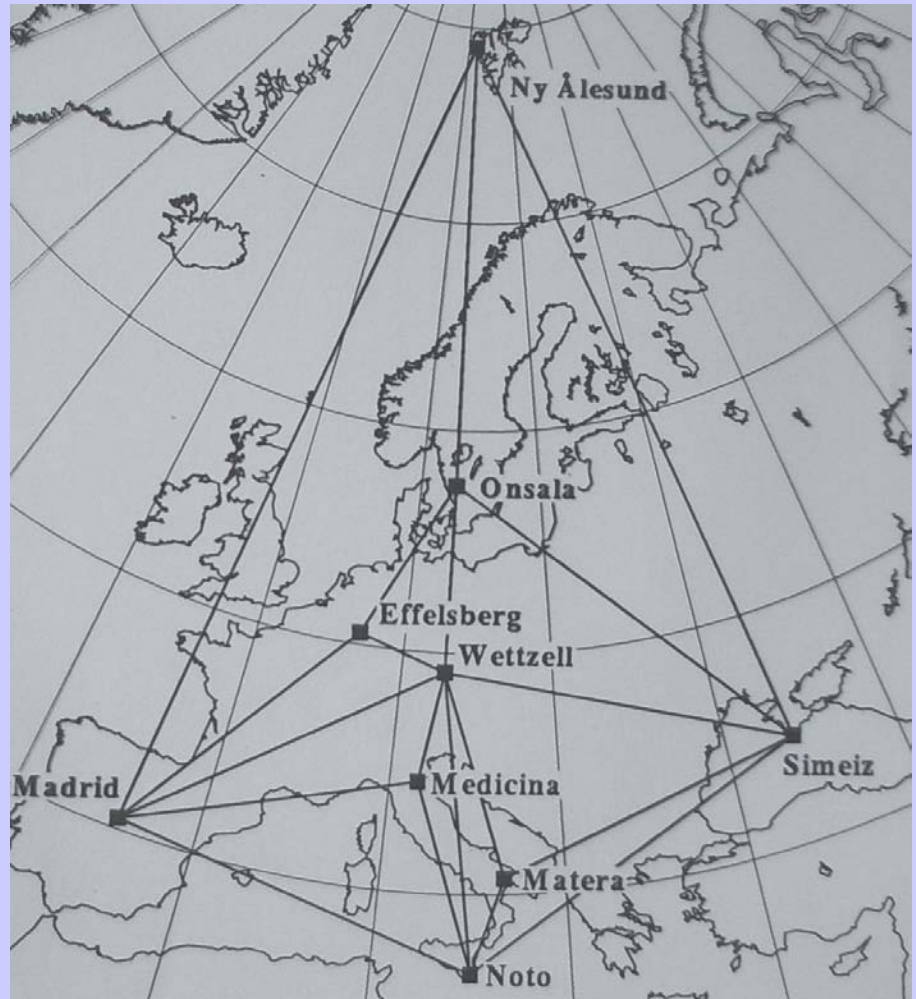 Ny Ålesund
Onsala
Effelsberg
Wettzell
Simeiz
Medicina
Madrid
Matera
Noto